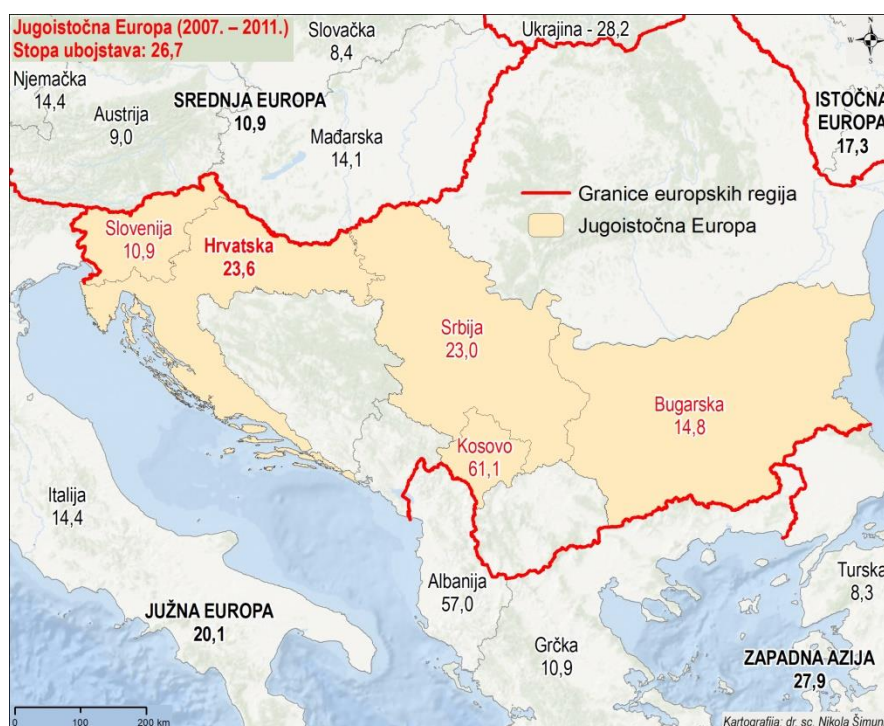 Jugoistočna Europa (2007. – 2011.)
Stopa ubojstava: 26,7
Slovačka
8,4
Ukrajina - 28,2
W
S
Njemačka
14,4
Austrija
9,0
SREDNJA EUROPA
10,9
Mađarska
14,1
ISTOČNA
EUROPA
17,3
Granice europskih regija
Jugoistočna Europa
Slovenija
10,9
Hrvatska
23,6
Srbija
23,0
Bugarska
14,8
Kosovo
61,1
Italija
14,4
Albanija
57,0
Turska
8,3
JUŽNA EUROPA
20,1
Grčka
10,9
ZAPADNA AZIJA
27,9
0 100 200 km
Kartografija: dr. sc. Nikola Šimun